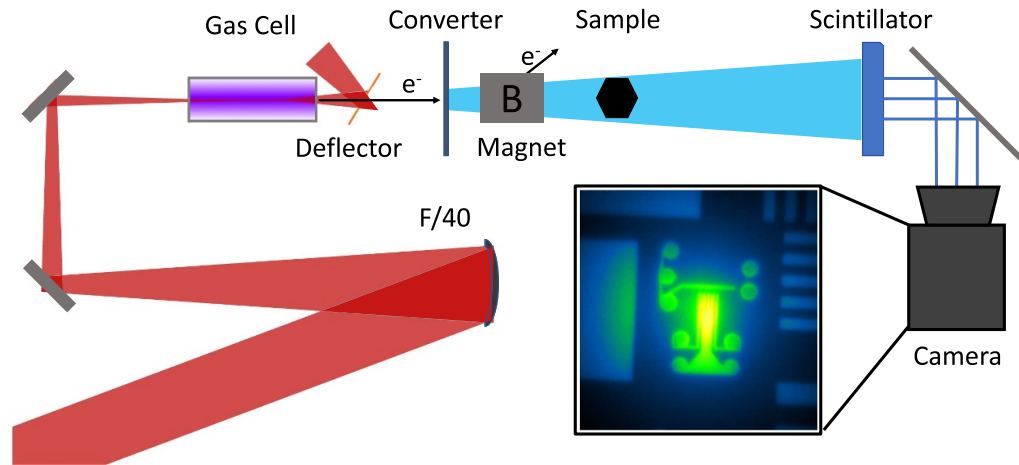 Gas Cell
Converter
Sample
Scintillator
e-
e-
B
Deflector
Magnet
F/40
Camera